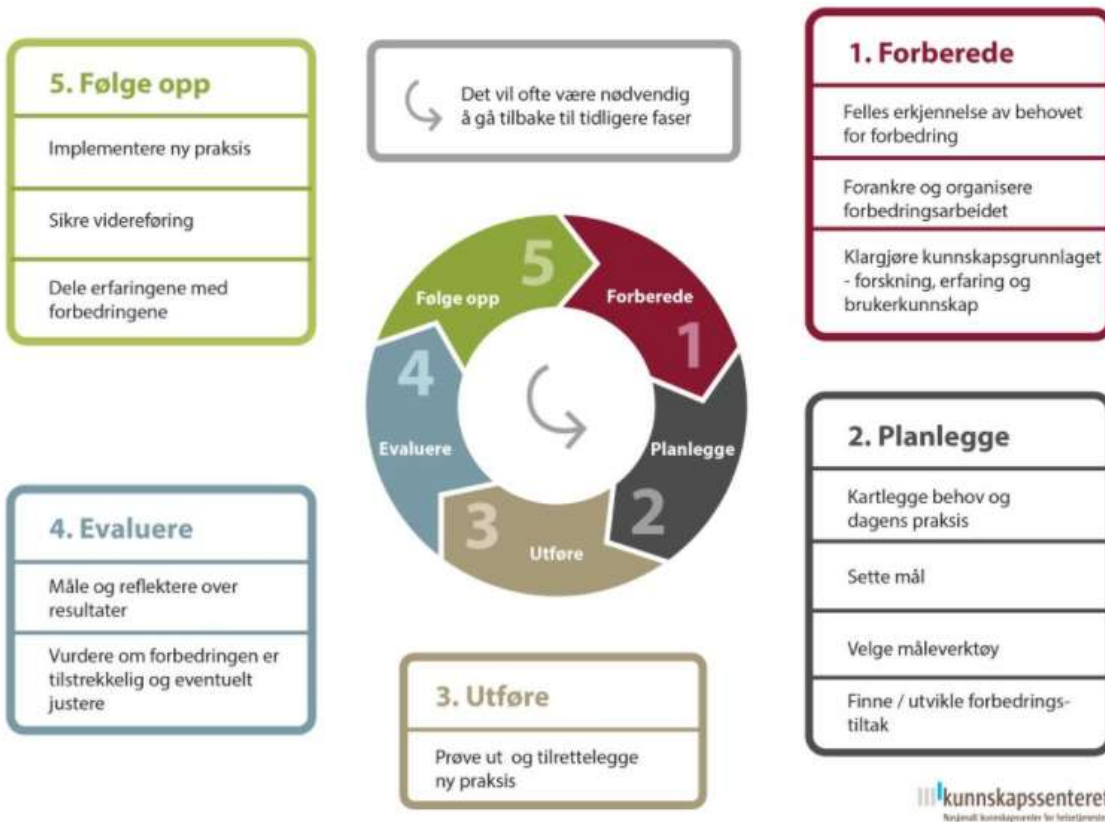 5. Følge opp
Implementere ny praksis
Sikre videreføring
Dele erfaringene med
forbedringene
Det vil ofte være nødvendig
å gå tilbake til tidligere faser
1. Forberede
Felles erkjennelse av behovet
for forbedring
Forankre og organisere
forbedringsarbeidet
Klargjøre kunnskapsgrunnlaget
- forskning, erfaring og
brukerkunnskap
5
Følge opp
Forberede
1
4
Evaluere
Planlegge
2
3
Utføre
2. Planlegge
Kartlegge behov og
dagens praksis
Sette mål
Velge måleverktøy
Finne / utvikle forbedrings-
tiltak
4. Evaluere
Måle og reflektere over
resultater
Vurdere om forbedringen er
tilstrekkelig og eventuelt
justere
3. Utføre
Prøve ut og tilrettelegge
ny praksis
kunnskapssenteret
Nasjonalt kunnskapssenter for helsetjenesten